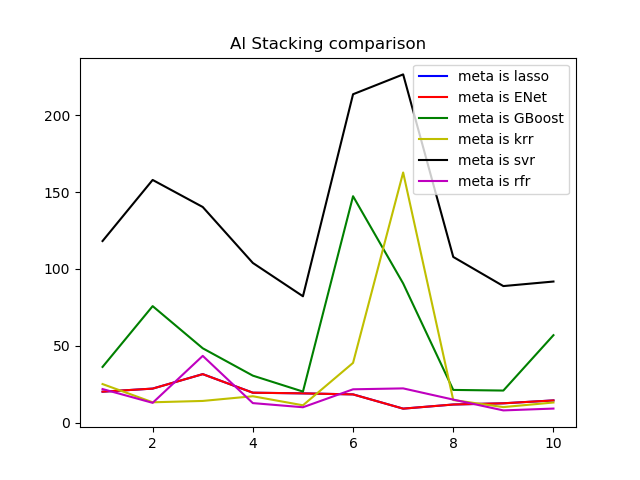 Al Stacking comparison
meta is lasso
meta is ENet
meta is GBoost
meta is krr
meta is svr
meta is rfr
200
150
100
50
0
2 4 6 8 10